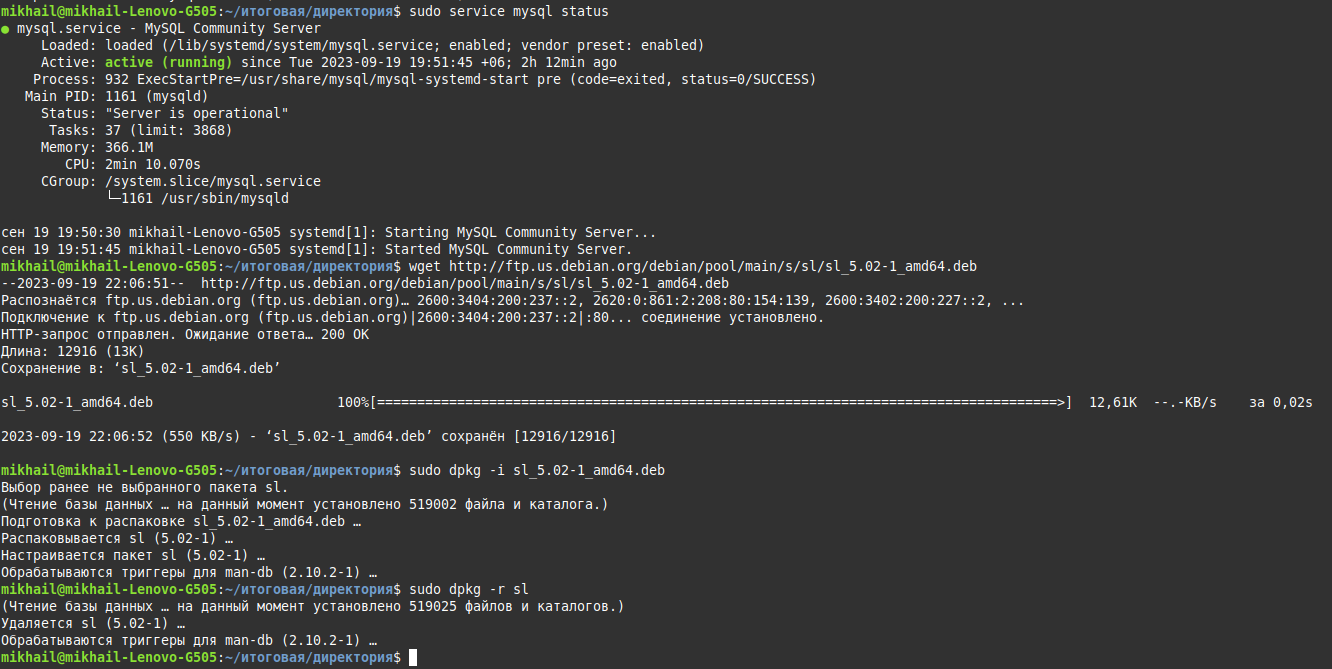 mikhail@mikhail-Lenovo-G505:~/итоговая/директория$ sudo service mysql status
● mysql.service - MySQL Community Server
     Loaded: loaded (/lib/systemd/system/mysql.service; enabled; vendor preset: enabled)
     Active: active (running) since Tue 2023-09-19 19:51:45 +06; 2h 12min ago
    Process: 932 ExecStartPre=/usr/share/mysql/mysql-systemd-start pre (code=exited, status=0/SUCCESS)
   Main PID: 1161 (mysqld)
     Status: "Server is operational"
      Tasks: 37 (limit: 3868)
     Memory: 366.1M
        CPU: 2min 10.070s
     CGroup: /system.slice/mysql.service
             └─1161 /usr/sbin/mysqld
сен 19 19:50:30 mikhail-Lenovo-G505 systemd[1]: Starting MySQL Community Server...
сен 19 19:51:45 mikhail-Lenovo-G505 systemd[1]: Started MySQL Community Server.
mikhail@mikhail-Lenovo-G505:~/итоговая/директория$ wget http://ftp.us.debian.org/debian/pool/main/s/sl/sl_5.02-1_amd64.deb
--2023-09-19 22:06:51--  http://ftp.us.debian.org/debian/pool/main/s/sl/sl_5.02-1_amd64.deb
Распознаётся ftp.us.debian.org (ftp.us.debian.org)… 2600:3404:200:237::2, 2620:0:861:2:208:80:154:139, 2600:3402:200:227::2, ...
Подключение к ftp.us.debian.org (ftp.us.debian.org)|2600:3404:200:237::2|:80... соединение установлено.
HTTP-запрос отправлен. Ожидание ответа… 200 OK
Длина: 12916 (13K)
Сохранение в: ‘sl_5.02-1_amd64.deb’
sl_5.02-1_amd64.deb                       100%[=====================================================================================>]  12,61K  --.-KB/s    за 0,02s
2023-09-19 22:06:52 (550 KB/s) - ‘sl_5.02-1_amd64.deb’ сохранён [12916/12916]
mikhail@mikhail-Lenovo-G505:~/итоговая/директория$ sudo dpkg -i sl_5.02-1_amd64.deb
Выбор ранее не выбранного пакета sl.
(Чтение базы данных … на данный момент установлено 519002 файла и каталога.)
Подготовка к распаковке sl_5.02-1_amd64.deb …
Распаковывается sl (5.02-1) …
Настраивается пакет sl (5.02-1) …
Обрабатываются триггеры для man-db (2.10.2-1) …
mikhail@mikhail-Lenovo-G505:~/итоговая/директория$ sudo dpkg -r sl
(Чтение базы данных … на данный момент установлено 519025 файлов и каталогов.)
Удаляется sl (5.02-1) …
Обрабатываются триггеры для man-db (2.10.2-1) …
mikhail@mikhail-Lenovo-G505:~/итоговая/директория$